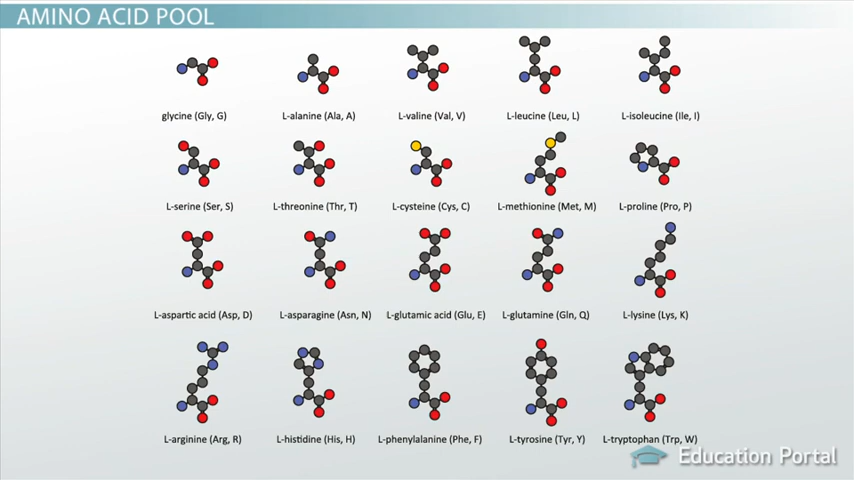 AMINO ACID POOL
glycine (Gly, G) L-alanine (Ala, A) L-valine (Val, V) L-leucine (Leu, L) L-isoleucine (Ile, I)
L-serine (Ser, S) L-threonine (Thr, T) L-cysteine (Cys, C) L-methionine (Met, M) L-proline (Pro, P)
L-aspartic acid (Asp, D) L-asparagine (Asn, N) L-glutamic acid (Glu, E) L-glutamine (Gln, Q) L-lysine (Lys, K)
L-arginine (Arg, R) L-histidine (His, H) L-phenylalanine (Phe, F) L-tyrosine (Tyr, Y) L-tryptophan (Trp, W)
Education Portal